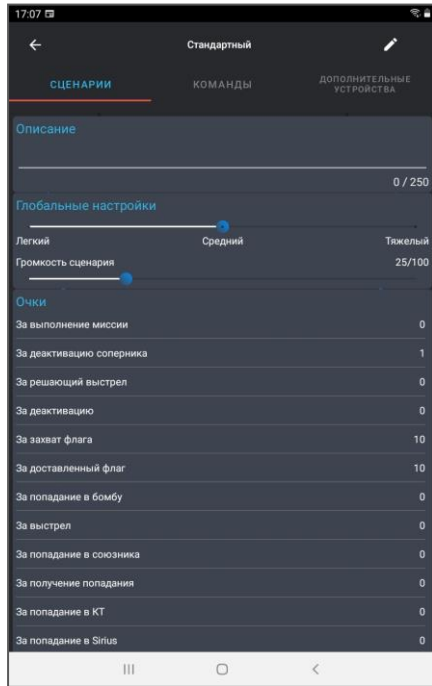 17:07
Стандартный
СЦЕНАРИИ
КОМАНДЫ
ДОПОЛНИТЕЛЬНЫЕ
УСТРОЙСТВА
Описание
0 / 250
Глобальные настройки
Легкий Средний Тяжелый
Громкость сценария 25/100
Очки
За выполнение миссии 0
За деактивацию соперника 1
За решающий выстрел 0
За деактивацию 0
За захват флага 10
За доставленный флаг 10
За попадание в бомбу 0
За выстрел 0
За попадание в союзника 0
За получение попадания 0
За попадание в КТ 0
За попадание в Sirius 0